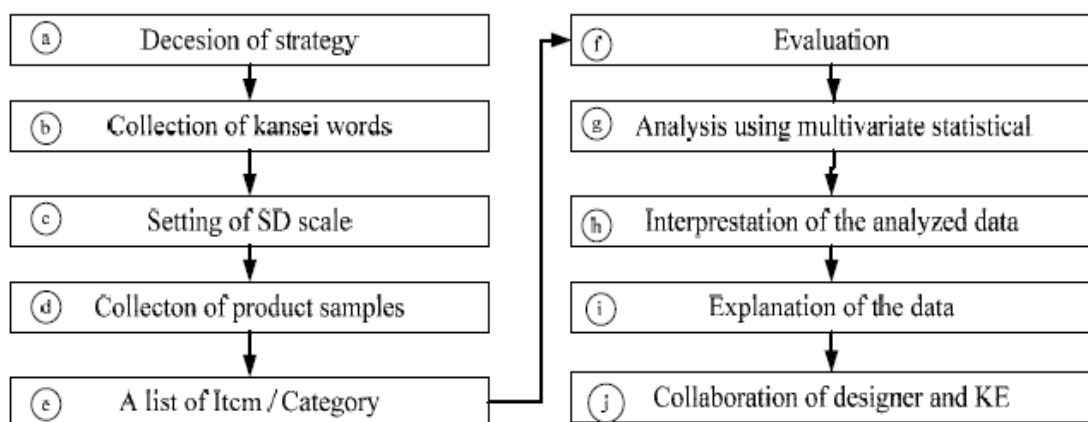 a Decesion of strategy
b Collection of kansei words
c Setting of SD scale
d Collecton of product samples
e A list of Item / Category
f Evaluation
g Analysis using multivariate statistical
h Interprestation of the analyzed data
i Explanation of the data
j Collaboration of designer and KE